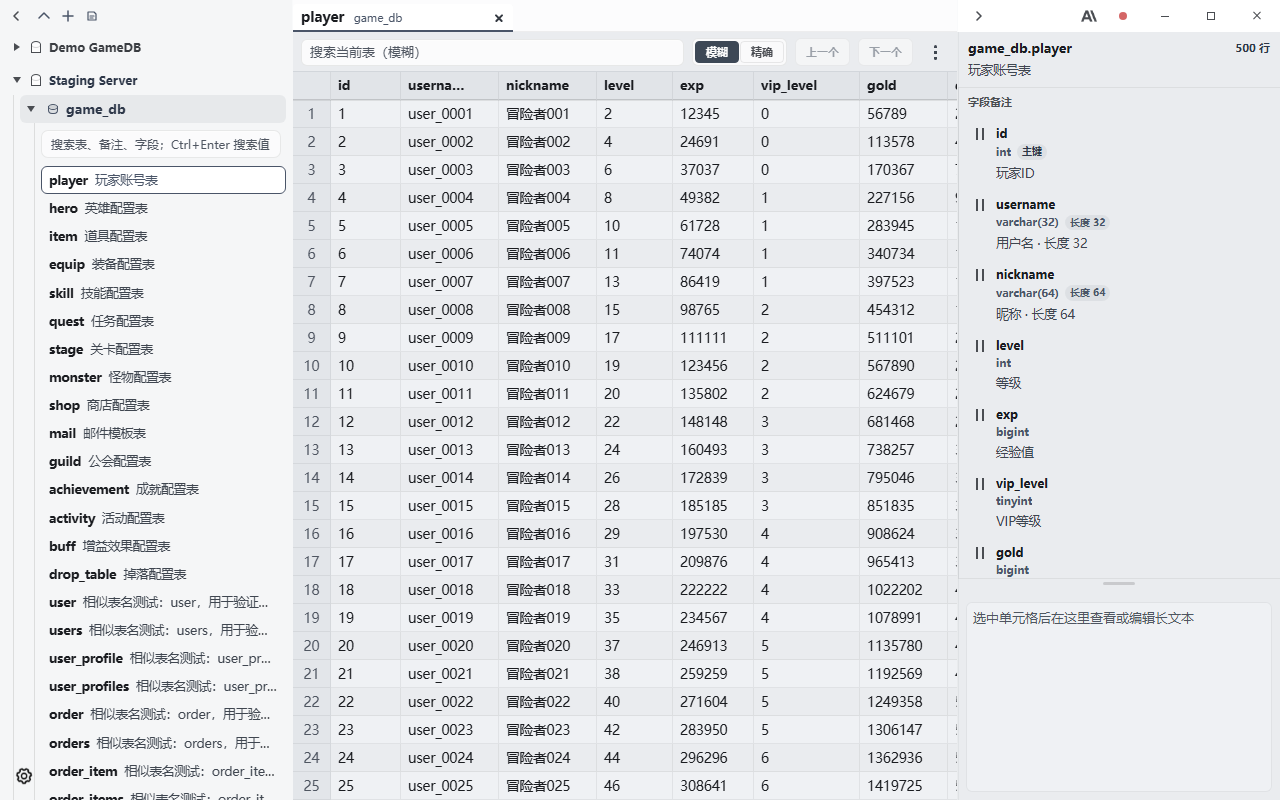 Demo GameDB
Staging Server
game_db
搜索表、备注、字段；Ctrl+Enter 搜索值
player 玩家账号表
hero 英雄配置表
item 道具配置表
equip 装备配置表
skill 技能配置表
quest 任务配置表
stage 关卡配置表
monster 怪物配置表
shop 商店配置表
mail 邮件模板表
guild 公会配置表
achievement 成就配置表
activity 活动配置表
buff 增益效果配置表
drop_table 掉落配置表
user 相似表名测试：user，用于验证...
users 相似表名测试：users，用于验...
user_profile 相似表名测试：user_pr...
user_profiles 相似表名测试：user_pr...
order 相似表名测试：order，用于验...
orders 相似表名测试：orders，用于...
order_item 相似表名测试：order_ite...
order_items 相似表名测试：order_it...
player game_db
搜索当前表（模糊）
模糊 精确 上一个 下一个
id userna... nickname level exp vip_level gold
1 1 user_0001 冒险者001 2 12345 0 56789
2 2 user_0002 冒险者002 4 24691 0 113578
3 3 user_0003 冒险者003 6 37037 0 170367
4 4 user_0004 冒险者004 8 49382 1 227156
5 5 user_0005 冒险者005 10 61728 1 283945
6 6 user_0006 冒险者006 11 74074 1 340734
7 7 user_0007 冒险者007 13 86419 1 397523
8 8 user_0008 冒险者008 15 98765 2 454312
9 9 user_0009 冒险者009 17 111111 2 511101
10 10 user_0010 冒险者010 19 123456 2 567890
11 11 user_0011 冒险者011 20 135802 2 624679
12 12 user_0012 冒险者012 22 148148 3 681468
13 13 user_0013 冒险者013 24 160493 3 738257
14 14 user_0014 冒险者014 26 172839 3 795046
15 15 user_0015 冒险者015 28 185185 3 851835
16 16 user_0016 冒险者016 29 197530 4 908624
17 17 user_0017 冒险者017 31 209876 4 965413
18 18 user_0018 冒险者018 33 222222 4 1022202
19 19 user_0019 冒险者019 35 234567 4 1078991
20 20 user_0020 冒险者020 37 246913 5 1135780
21 21 user_0021 冒险者021 38 259259 5 1192569
22 22 user_0022 冒险者022 40 271604 5 1249358
23 23 user_0023 冒险者023 42 283950 5 1306147
24 24 user_0024 冒险者024 44 296296 6 1362936
25 25 user_0025 冒险者025 46 308641 6 1419725
game_db.player 500 行
玩家账号表
字段备注
id
int 主键
玩家ID
username
varchar(32) 长度 32
用户名 · 长度 32
nickname
varchar(64) 长度 64
昵称 · 长度 64
level
int
等级
exp
bigint
经验值
vip_level
tinyint
VIP等级
gold
bigint
选中单元格后在这里查看或编辑长文本